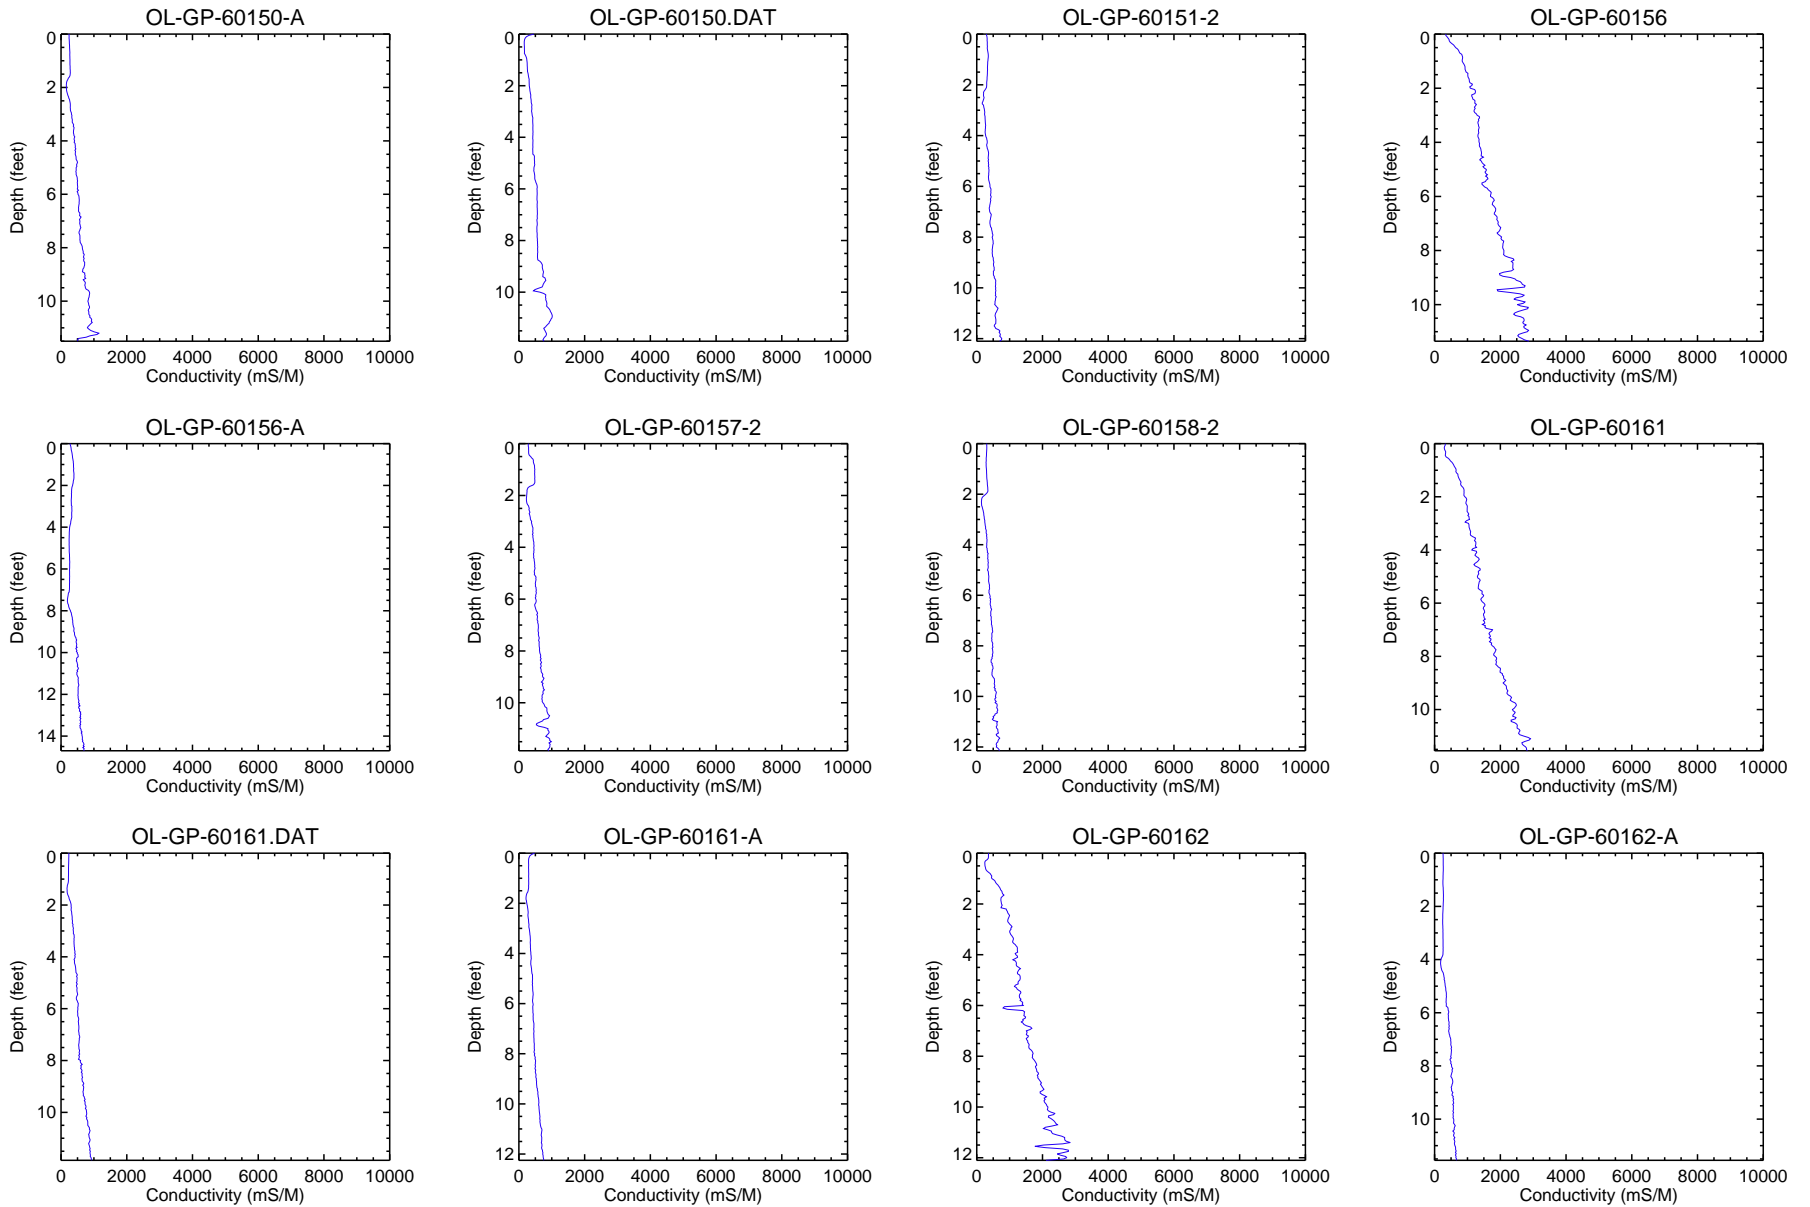 OL-GP-60150-A
0
2
4
6
8
10
Depth (feet)
0 2000 4000 6000 8000 10000
Conductivity (mS/M)
OL-GP-60150.DAT
0
2
4
6
8
10
Depth (feet)
0 2000 4000 6000 8000 10000
Conductivity (mS/M)
OL-GP-60151-2
0
2
4
6
8
10
12
Depth (feet)
0 2000 4000 6000 8000 10000
Conductivity (mS/M)
OL-GP-60156
0
2
4
6
8
10
Depth (feet)
0 2000 4000 6000 8000 10000
Conductivity (mS/M)
OL-GP-60156-A
0
2
4
6
8
10
12
14
Depth (feet)
0 2000 4000 6000 8000 10000
Conductivity (mS/M)
OL-GP-60157-2
0
2
4
6
8
10
Depth (feet)
0 2000 4000 6000 8000 10000
Conductivity (mS/M)
OL-GP-60158-2
0
2
4
6
8
10
12
Depth (feet)
0 2000 4000 6000 8000 10000
Conductivity (mS/M)
OL-GP-60161
0
2
4
6
8
10
Depth (feet)
0 2000 4000 6000 8000 10000
Conductivity (mS/M)
OL-GP-60161.DAT
0
2
4
6
8
10
Depth (feet)
0 2000 4000 6000 8000 10000
Conductivity (mS/M)
OL-GP-60161-A
0
2
4
6
8
10
12
Depth (feet)
0 2000 4000 6000 8000 10000
Conductivity (mS/M)
OL-GP-60162
0
2
4
6
8
10
12
Depth (feet)
0 2000 4000 6000 8000 10000
Conductivity (mS/M)
OL-GP-60162-A
0
2
4
6
8
10
Depth (feet)
0 2000 4000 6000 8000 10000
Conductivity (mS/M)